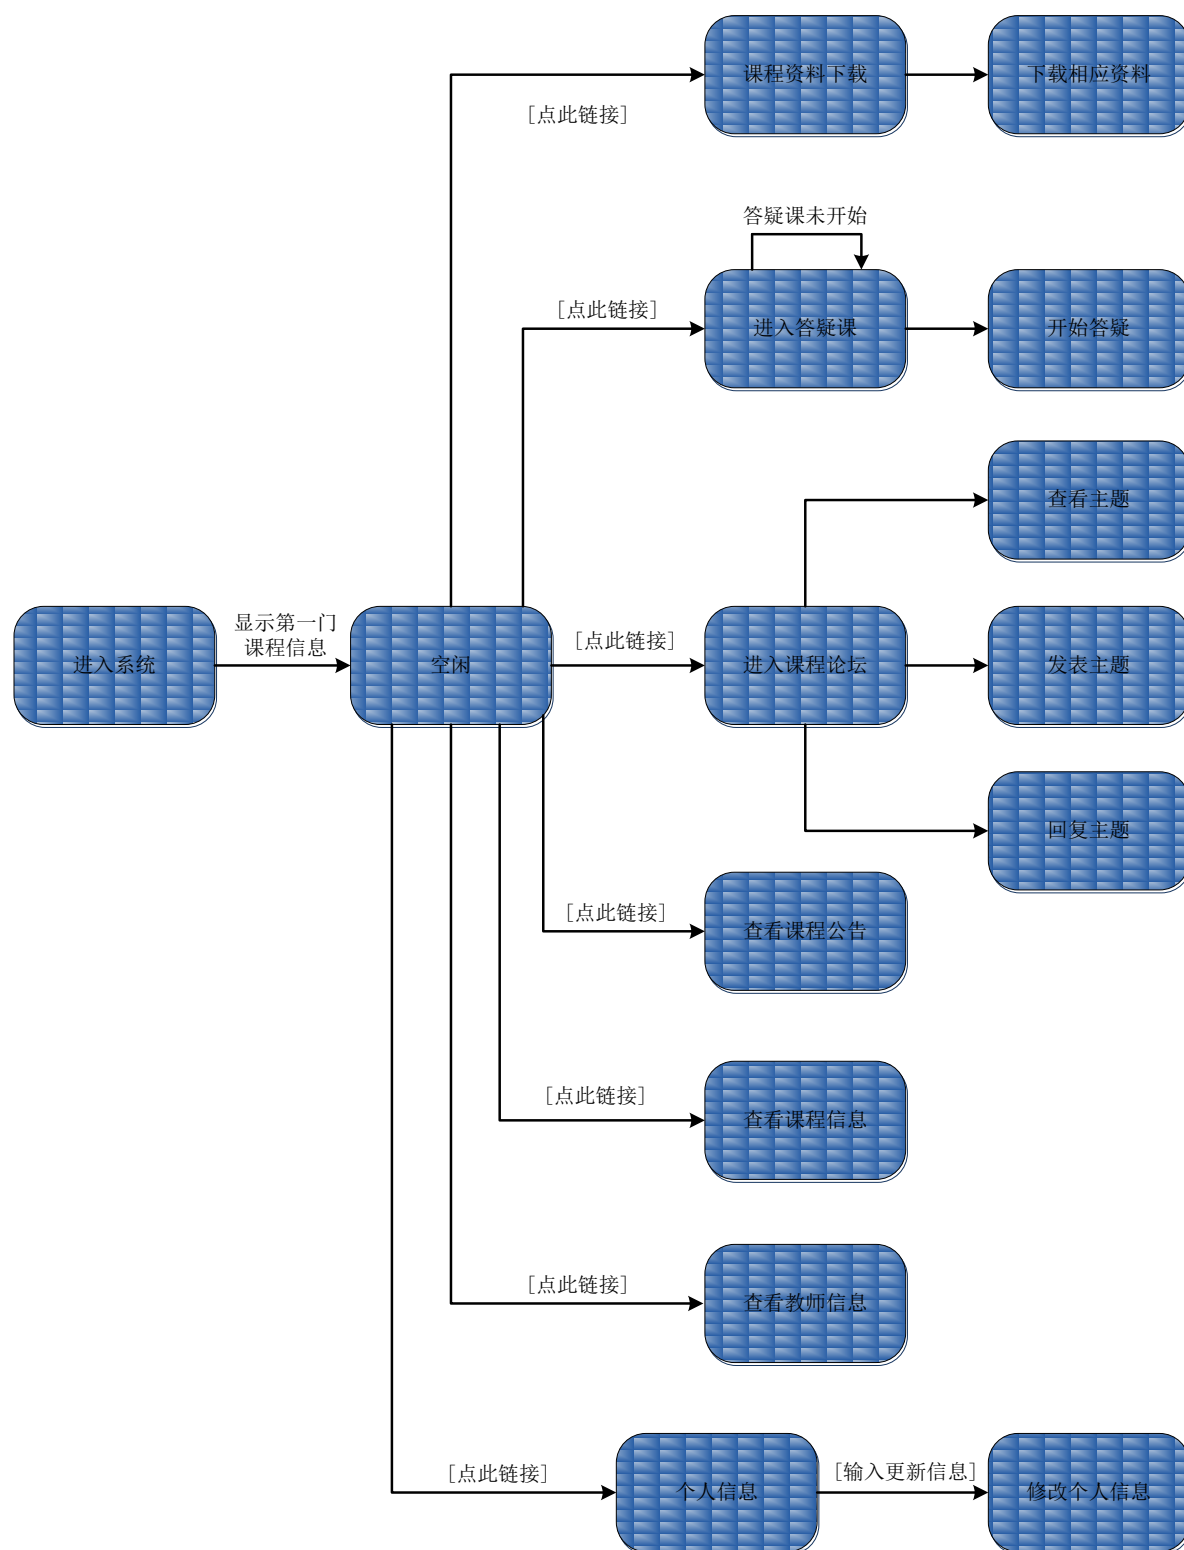 课程资料下载
下载相应资料
[点此链接]
答疑课未开始
[点此链接]
进入答疑课
开始答疑
查看主题
显示第一门
课程信息
[点此链接]
进入系统
空闲
进入课程论坛
发表主题
回复主题
[点此链接]
查看课程公告
[点此链接]
查看课程信息
[点此链接]
查看教师信息
[点此链接]
[输入更新信息]
个人信息
修改个人信息